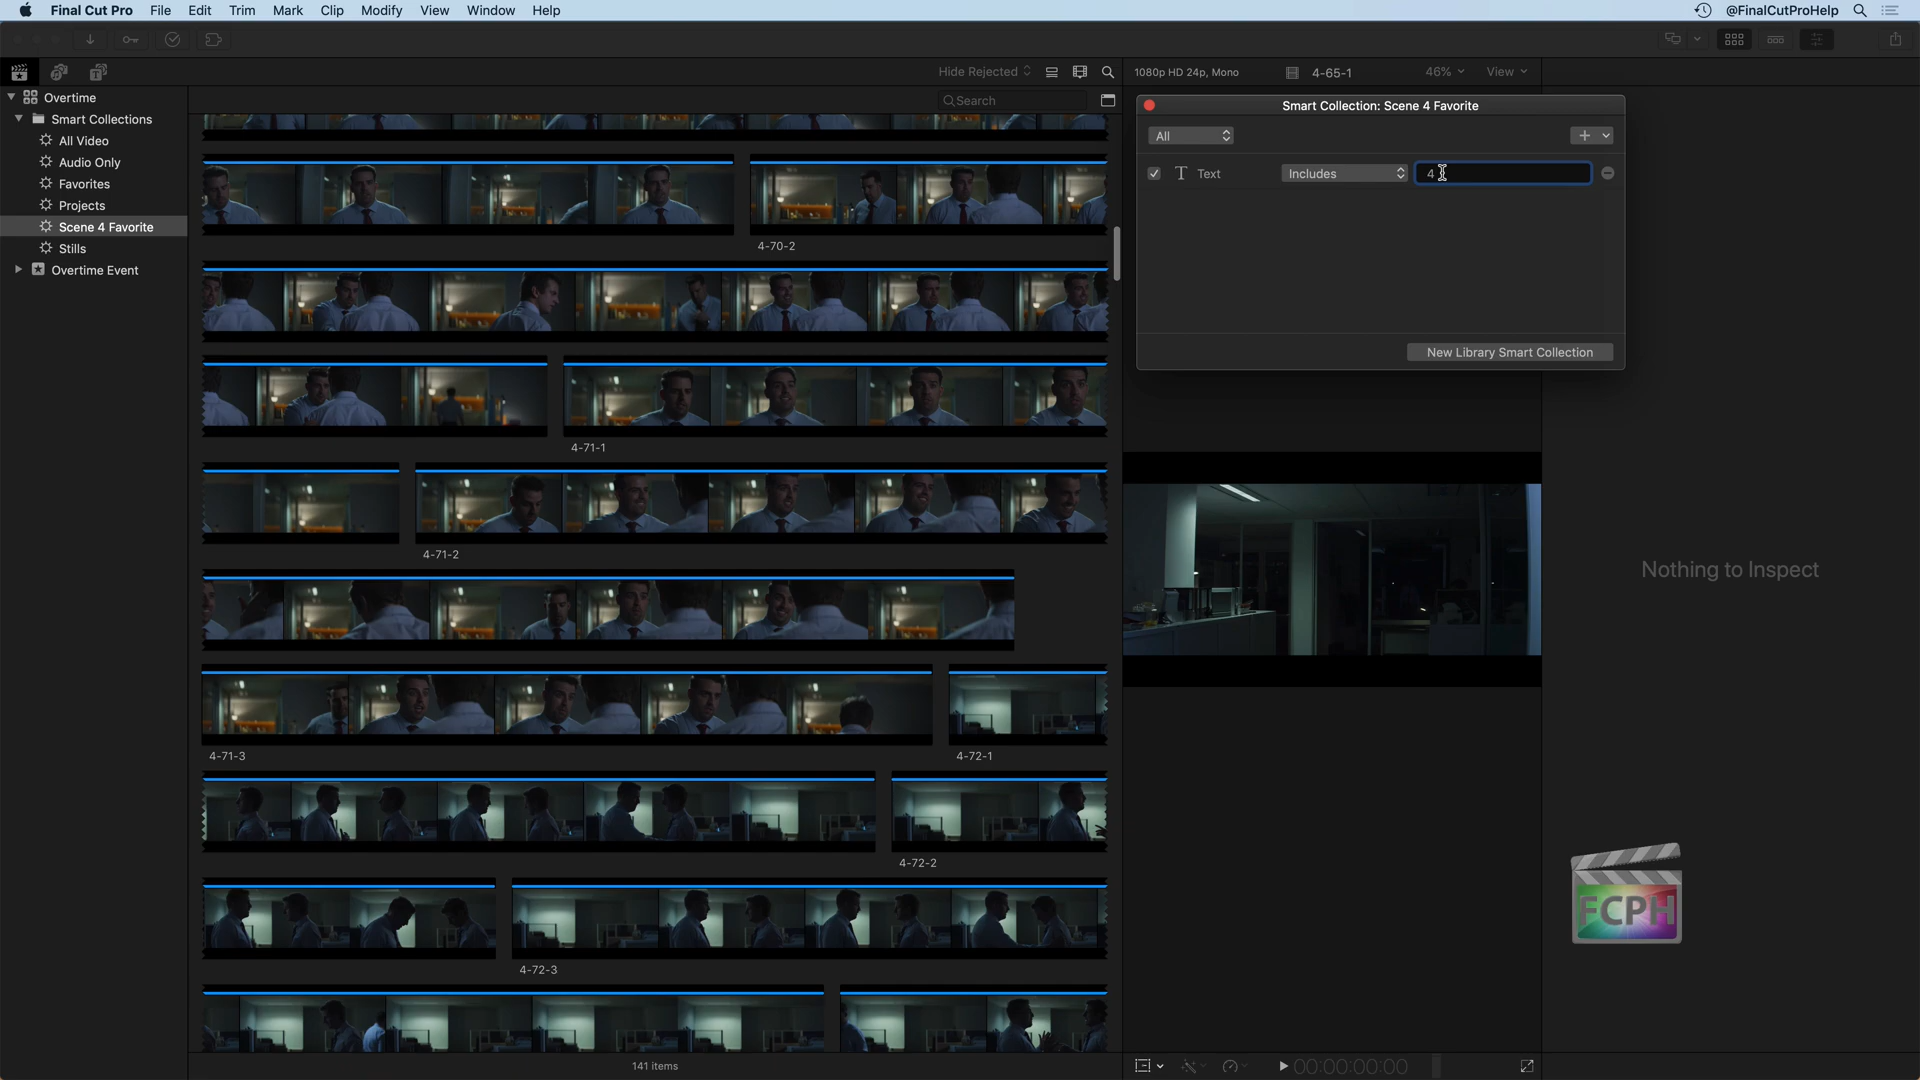 Final Cut Pro File Edit Trim Mark Clip Modify View Window Help @FinalCutProHelp
Hide Rejected 1080p HD 24p, Mono 4-65-1 46% View
Overtime
Search
Smart Collection: Scene 4 Favorite
Smart Collections
All
All Video
Audio Only
Text Includes 4
Favorites
Projects
Scene 4 Favorite
Stills
4-70-2
Overtime Event
New Library Smart Collection
4-71-1
4-71-2
Nothing to Inspect
4-71-3
4-72-1
4-72-2
FCPH
4-72-3
141 items
00:00:00:00